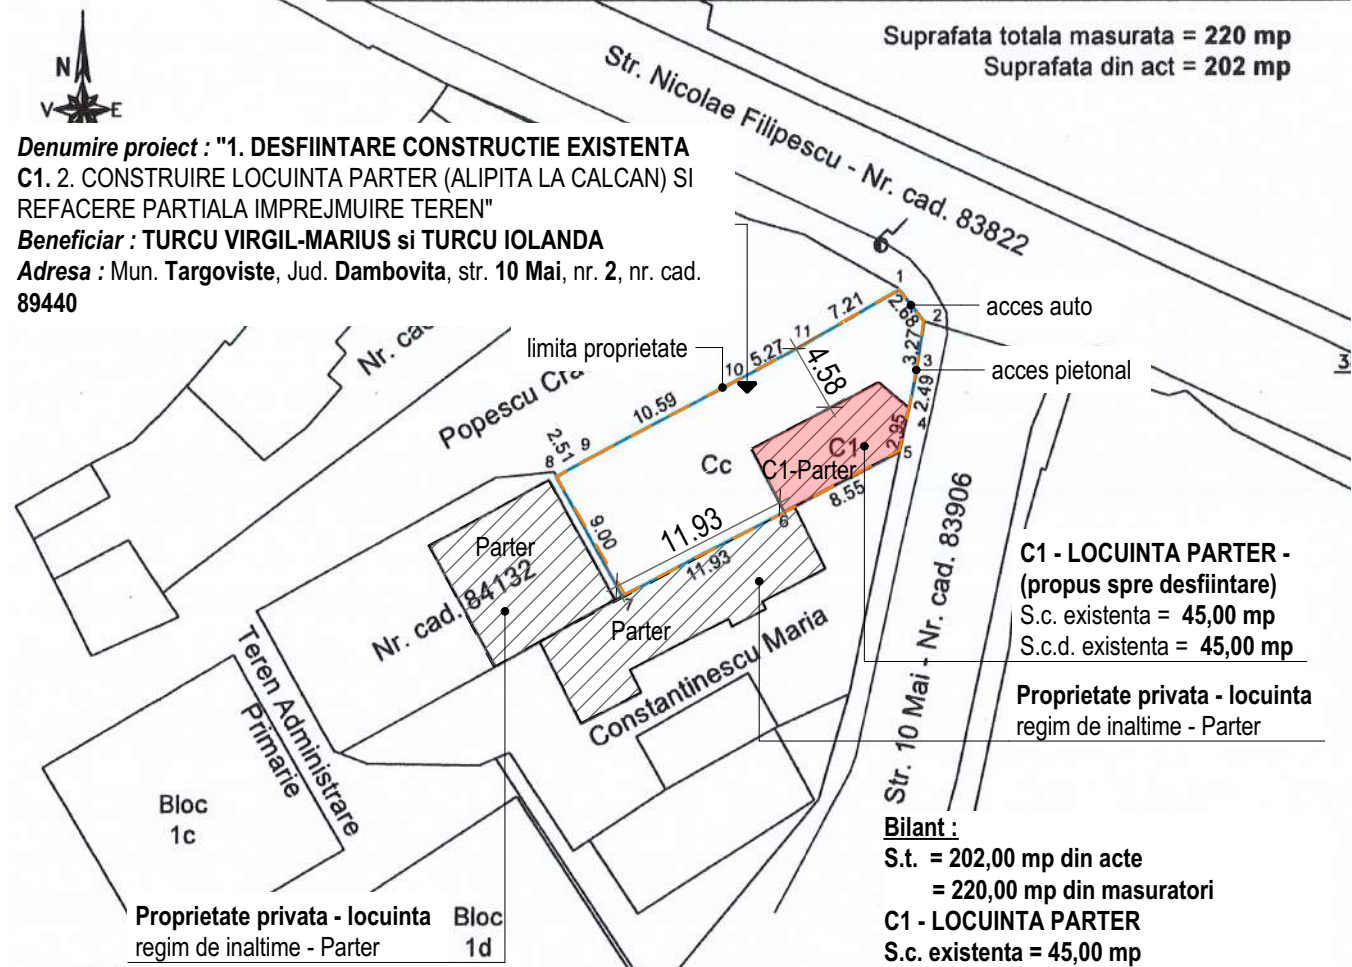 Suprafata totala masurata = 220 mp
Suprafata din act = 202 mp
N
V E
Str. Nicolae Filipescu - Nr. cad. 83822
Denumire proiect : "1. DESFIINTARE CONSTRUCTIE EXISTENTA
C1. 2. CONSTRUIRE LOCUINTA PARTER (ALIPITA LA CALCAN) SI
REFACERE PARTIALA IMPREJMUIRE TEREN"
Beneficiar : TURCU VIRGIL-MARIUS si TURCU IOLANDA
Adresa : Mun. Targoviste, Jud. Dambovita, str. 10 Mai, nr. 2, nr. cad.
89440
1
2.68
2
acces auto
7.21
11
3.27
3
acces pietonal
limita proprietate
10
5.27
4.58
2.49
4
Nr.
Popescu
10.59
2.51
9
8
2.95
5
Cc
C1
C1-Parter
8.55
6
11.93
11.93
9.00
7
Parter
Nr. cad. 84132
Parter
Constantinescu Maria
Str. 10 Mai - Nr. cad. 83906
C1 - LOCUINTA PARTER -
(propus spre desfiintare)
S.c. existenta = 45,00 mp
S.c.d. existenta = 45,00 mp
Proprietate privata - locuinta
regim de inaltime - Parter
Teren Administrare
Primarie
Bloc
1c
Bilant :
S.t. = 202,00 mp din acte
= 220,00 mp din masuratori
C1 - LOCUINTA PARTER
S.c. existenta = 45,00 mp
Proprietate privata - locuinta
regim de inaltime - Parter
Bloc
1d